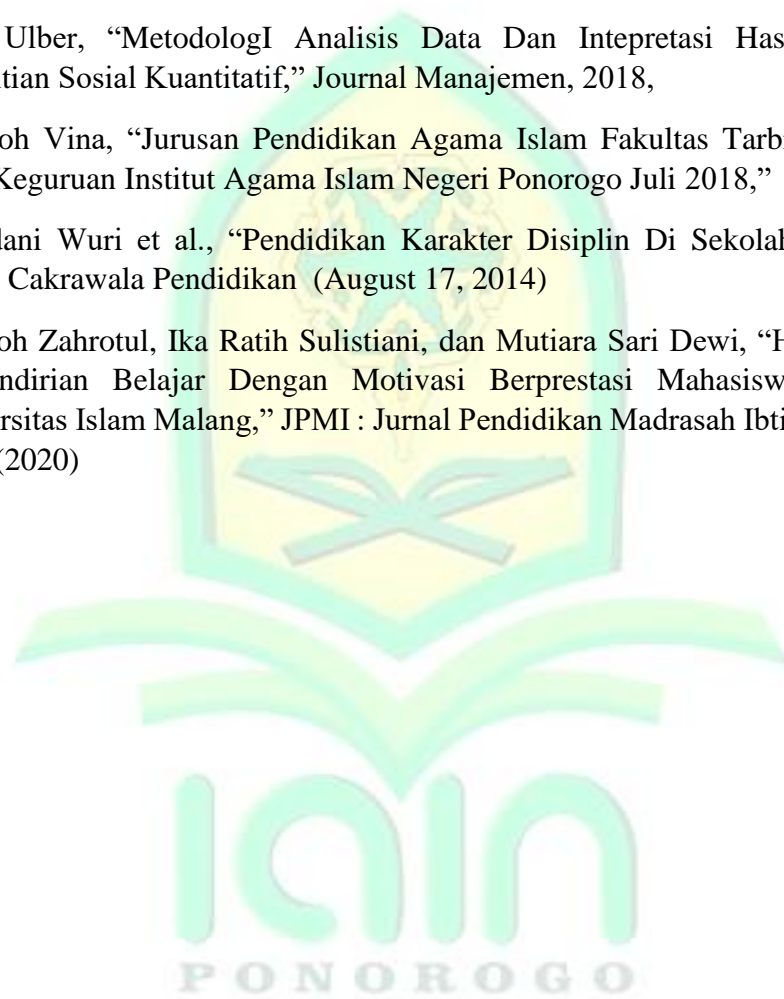 Ulber, “MetodologI Analisis Data Dan Intepretasi Has
tian Sosial Kuantitatif,” Journal Manajemen, 2018,
oh Vina, “Jurusan Pendidikan Agama Islam Fakultas Tarb
Keguruan Institut Agama Islam Negeri Ponorogo Juli 2018,”
dani Wuri et al., “Pendidikan Karakter Disiplin Di Sekolah
Cakrawala Pendidikan (August 17, 2014)
oh Zahrotul, Ika Ratih Sulistiani, dan Mutiara Sari Dewi, “H
ndirian Belajar Dengan Motivasi Berprestasi Mahasisw
rsitas Islam Malang,” JPMI : Jurnal Pendidikan Madrasah Ibti
(2020)
IAIN
PONOROGO